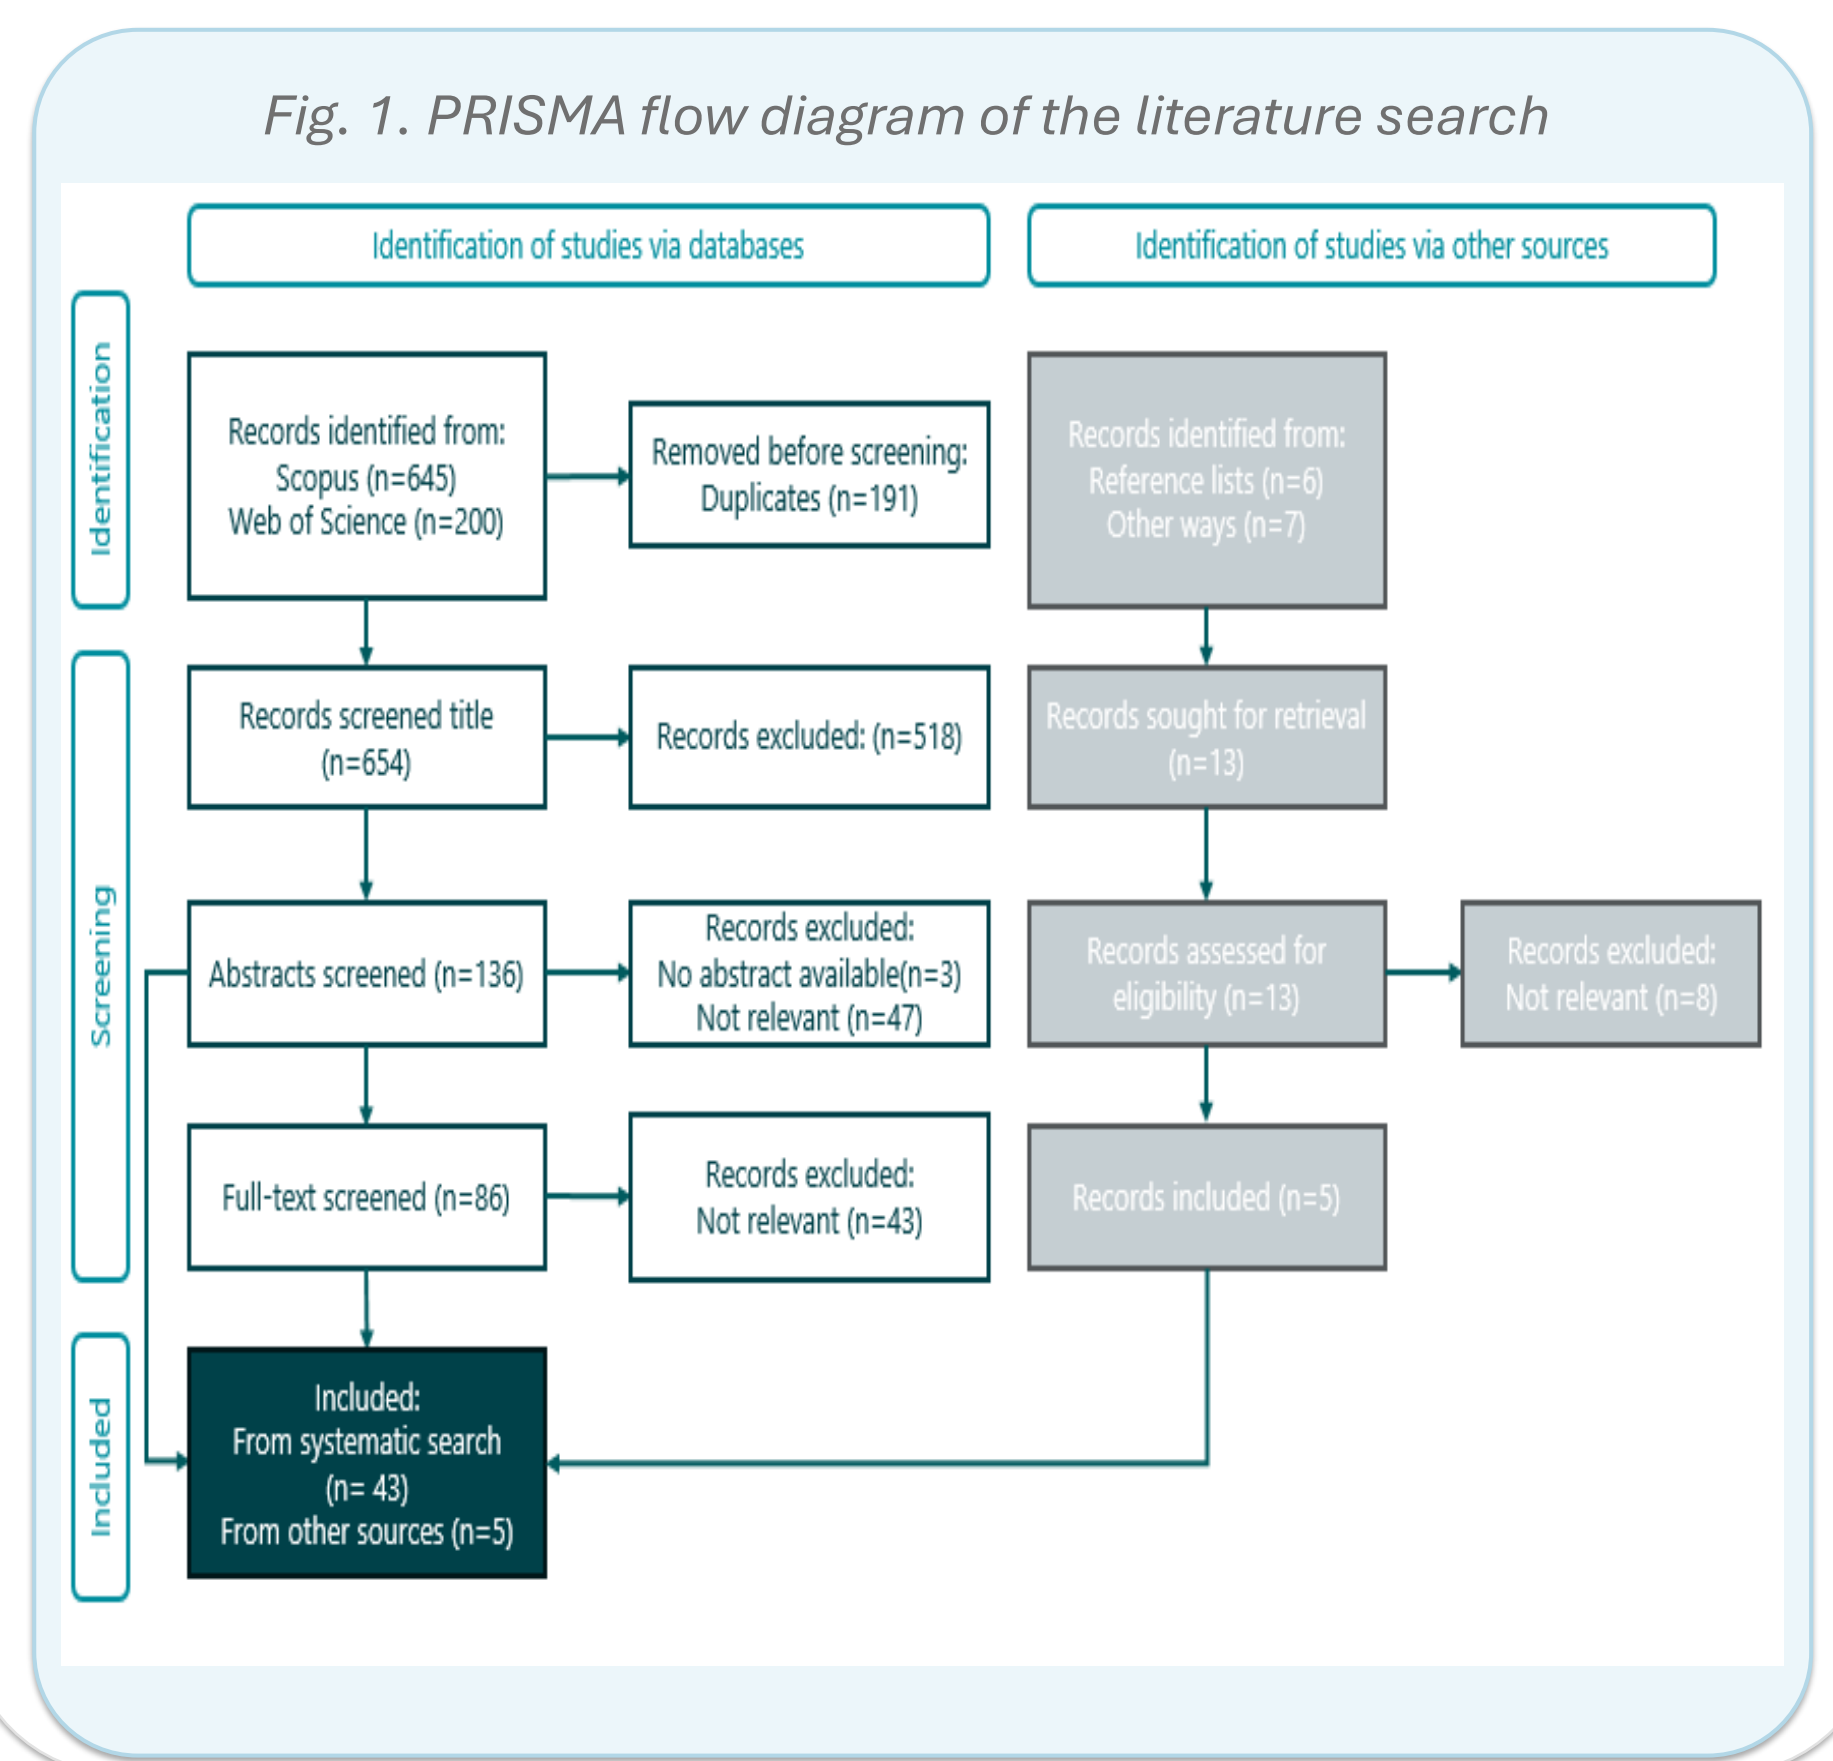 Fig. 1. PRISMA flow diagram of the literature search
Identification of studies via databases
Identification of studies via other sources
Identification
Records identified from:
Scopus (n=645)
Web of Science (n=200)
Removed before screening:
Duplicates (n=191)
Records identified from:
Reference lists (n=6)
Other ways (n=7)
Screening
Records screened title
(n=654)
Records excluded: (n=518)
Records sought for retrieval
(n=13)
Abstracts screened (n=136)
Records excluded:
No abstract available(n=3)
Not relevant (n=47)
Records assessed for
eligibility (n=13)
Records excluded:
Not relevant (n=8)
Full-text screened (n=86)
Records excluded:
Not relevant (n=43)
Records included (n=5)
Included
Included:
From systematic search
(n= 43)
From other sources (n=5)